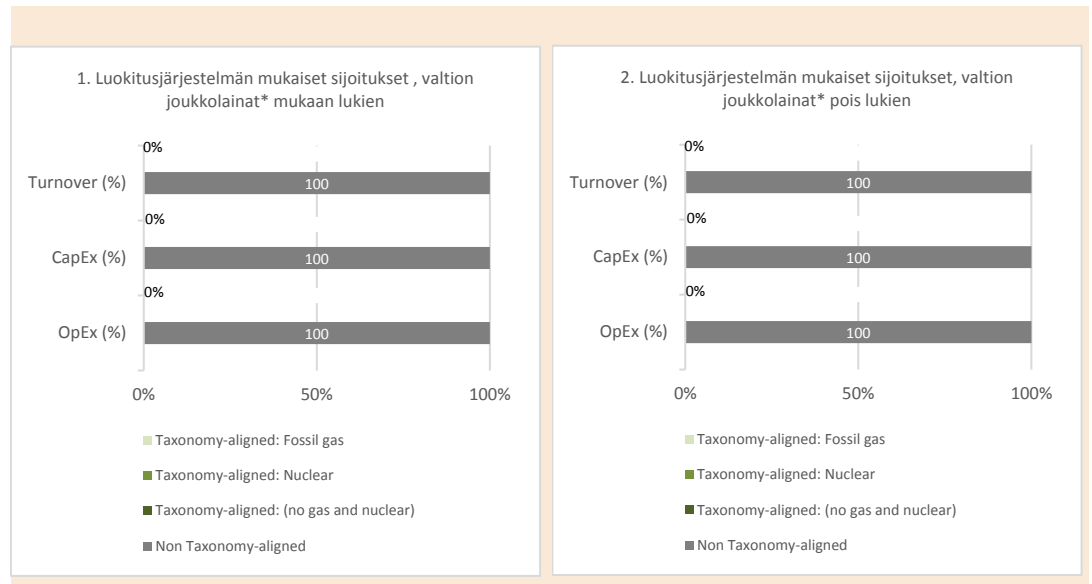 1. Luokitusjärjestelmän mukaiset sijoitukset , valtion
joukkolainat* mukaan lukien
0%
Turnover (%)
100
0%
CapEx (%)
100
0%
OpEx (%)
100
0%
50%
100%
Taxonomy-aligned: Fossil gas
Taxonomy-aligned: Nuclear
Taxonomy-aligned: (no gas and nuclear)
Non Taxonomy-aligned
2. Luokitusjärjestelmän mukaiset sijoitukset, valtion
joukkolainat* pois lukien
0%
Turnover (%)
100
0%
CapEx (%)
100
0%
OpEx (%)
100
0%
50%
100%
Taxonomy-aligned: Fossil gas
Taxonomy-aligned: Nuclear
Taxonomy-aligned: (no gas and nuclear)
Non Taxonomy-aligned